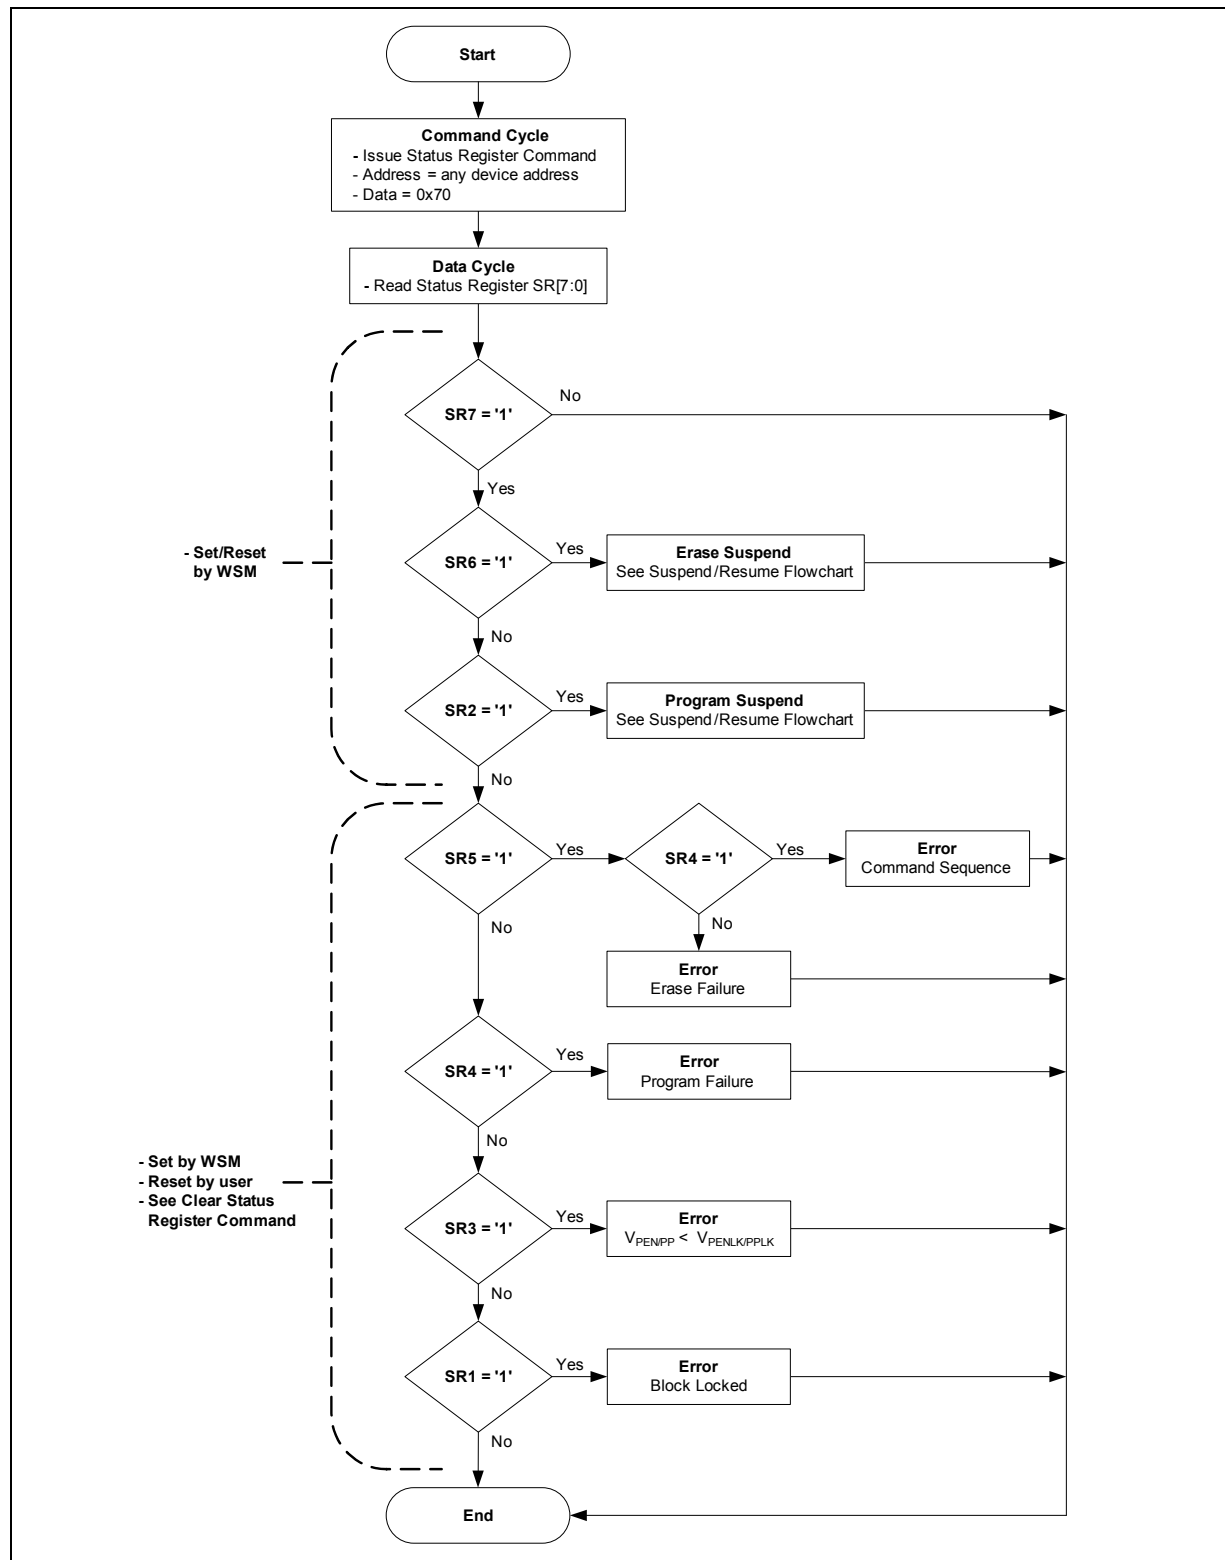 Start
Command Cycle
- Issue Status Register Command
- Address = any device address
- Data = 0x70
Data Cycle
- Read Status Register SR[7:0]
SR7 = '1'
No
Yes
- Set/Reset
by WSM
SR6 = '1'
Yes
Erase Suspend
See Suspend/Resume Flowchart
No
SR2 = '1'
Yes
Program Suspend
See Suspend/Resume Flowchart
No
SR5 = '1'
Yes
SR4 = '1'
Yes
Error
Command Sequence
No
No
Error
Erase Failure
SR4 = '1'
Yes
Error
Program Failure
No
- Set by WSM
- Reset by user
- See Clear Status
Register Command
SR3 = '1'
Yes
Error
VPEN/PP < VPENLK/PPLK
No
SR1 = '1'
Yes
Error
Block Locked
No
End